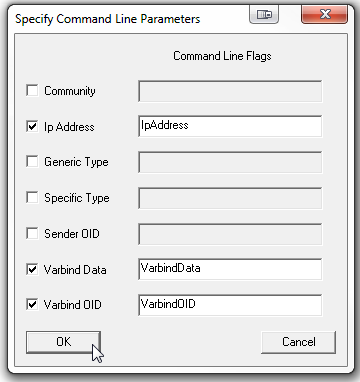 Specify Command Line Parameters
Command Line Flags
Community
Ip Address IpAddress
Generic Type
Specific Type
Sender OID
Varbind Data VarbindData
Varbind OID VarbindOID
OK Cancel